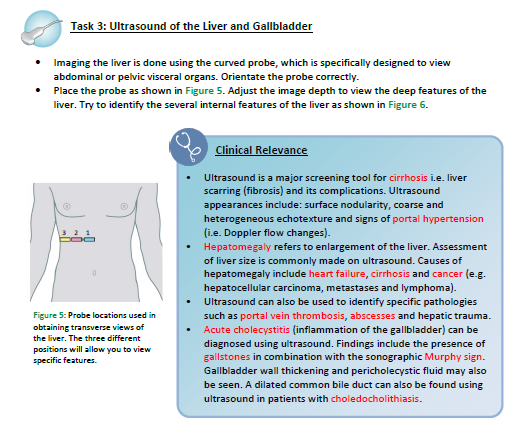 Task 3: Ultrasound of the Liver and Gallbladder
• Imaging the liver is done using the curved probe, which is specifically designed to view
abdominal or pelvic visceral organs. Orientate the probe correctly.
• Place the probe as shown in Figure 5. Adjust the image depth to view the deep features of the
liver. Try to identify the several internal features of the liver as shown in Figure 6.
3 2 1
Figure 5: Probe locations used in
obtaining transverse views of
the liver. The three different
positions will allow you to view
specific features.
Clinical Relevance
• Ultrasound is a major screening tool for cirrhosis i.e. liver
scarring (fibrosis) and its complications. Ultrasound
appearances include: surface nodularity, coarse and
heterogeneous echotexture and signs of portal hypertension
(i.e. Doppler flow changes).
• Hepatomegaly refers to enlargement of the liver. Assessment
of liver size is commonly made on ultrasound. Causes of
hepatomegaly include heart failure, cirrhosis and cancer (e.g.
hepatocellular carcinoma, metastases and lymphoma).
• Ultrasound can also be used to identify specific pathologies
such as portal vein thrombosis, abscesses and hepatic trauma.
• Acute cholecystitis (inflammation of the gallbladder) can be
diagnosed using ultrasound. Findings include the presence of
gallstones in combination with the sonographic Murphy sign.
Gallbladder wall thickening and pericholecystic fluid may also
be seen. A dilated common bile duct can also be found using
ultrasound in patients with choledocholithiasis.